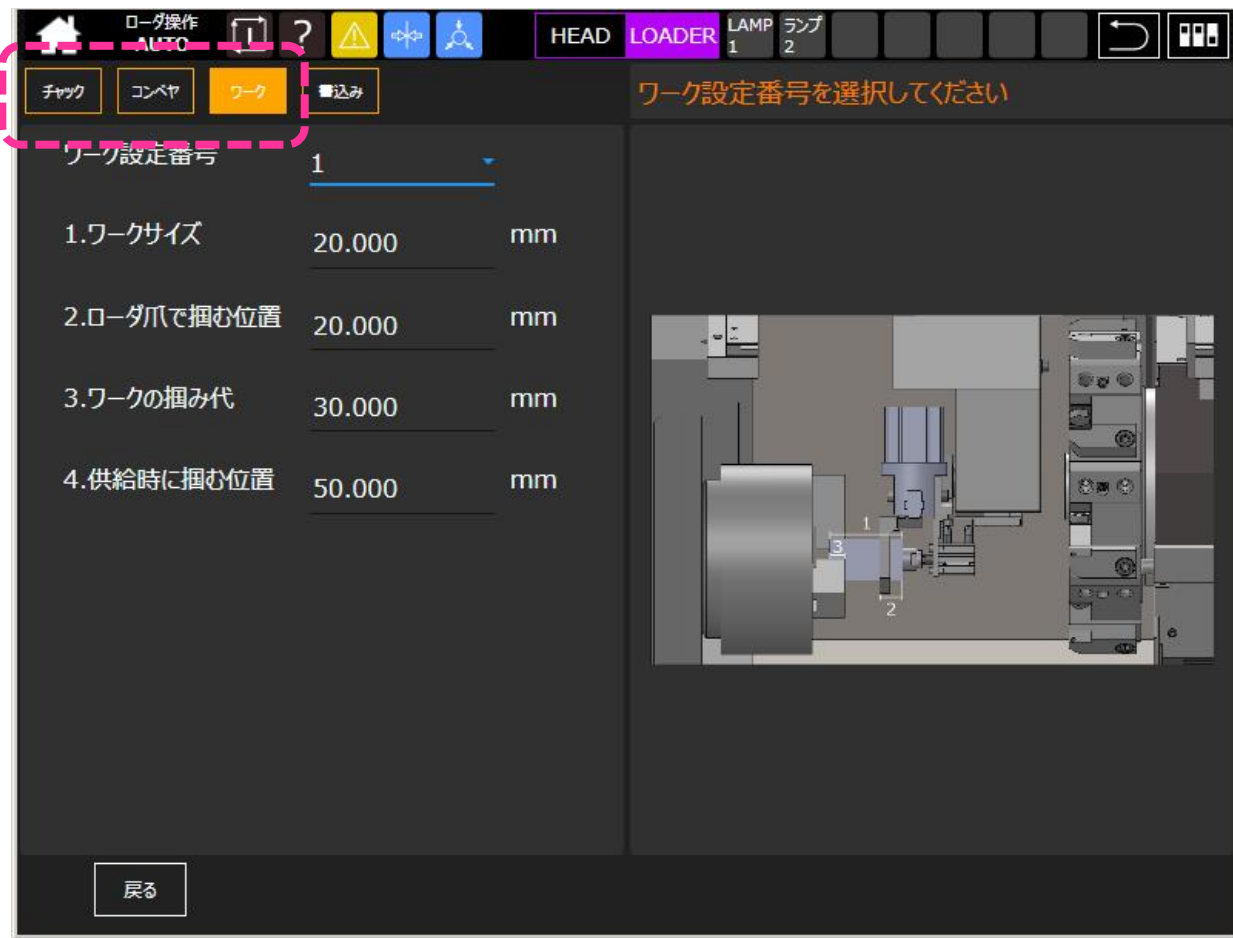 ローダ操作
AUTO
?
HEAD
LOADER
LAMP
1
ランプ
2
チャック
コンベヤ
ワーク
書込み
ワーク設定番号を選択してください
ワーク設定番号
1
1.ワークサイズ
20.000
mm
2.ローダ爪で掴む位置
20.000
mm
3.ワークの掴み代
30.000
mm
4.供給時に掴む位置
50.000
mm
1
3
2
戻る